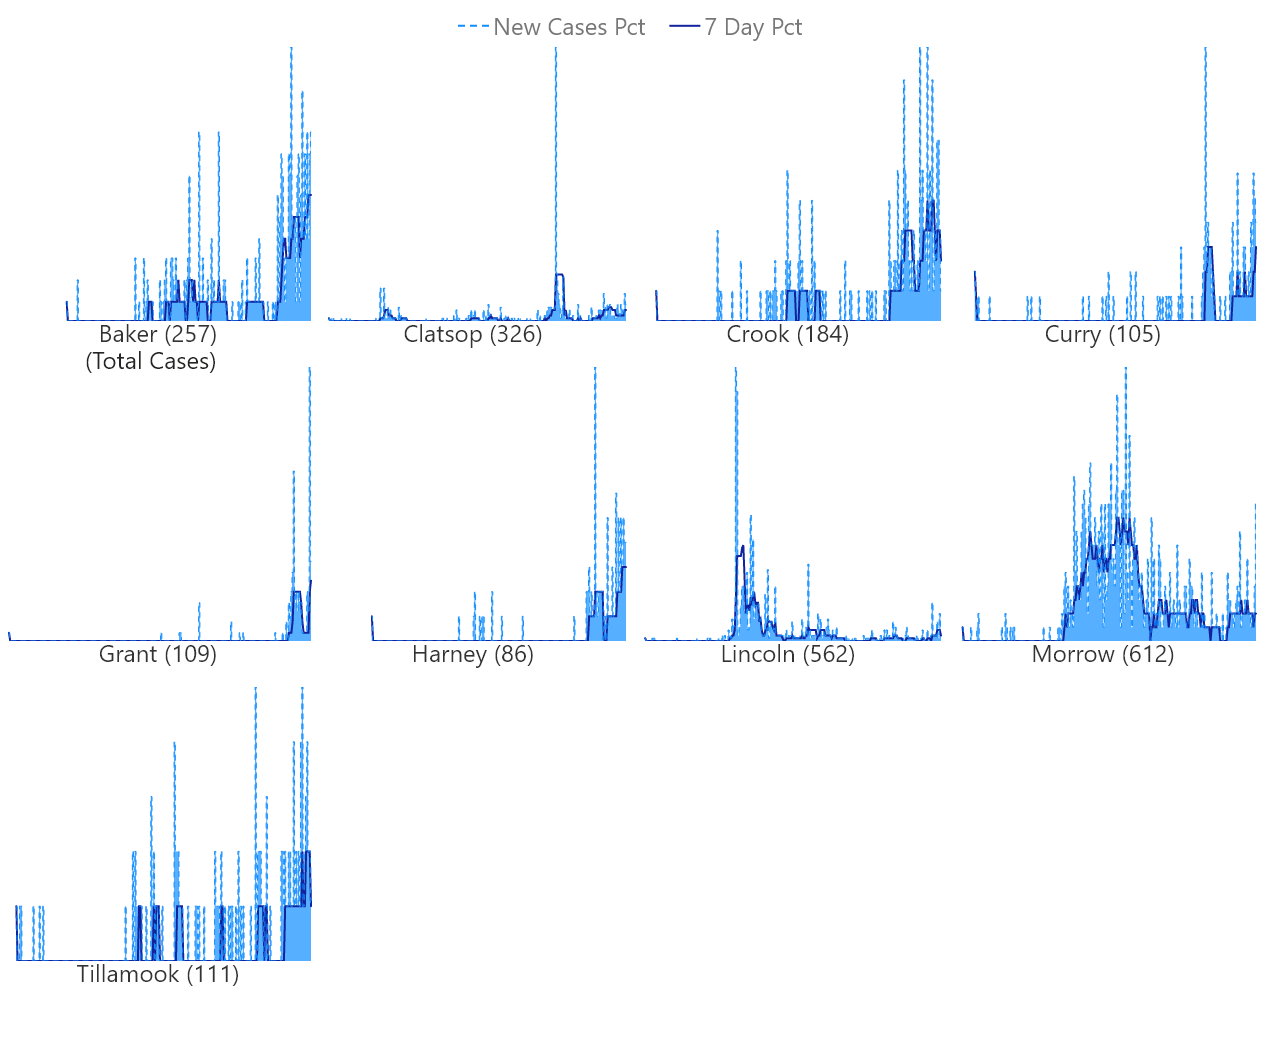 New Cases Pct 7 Day Pct
Baker (257)
(Total Cases)
Clatsop (326)
Crook (184)
Curry (105)
Grant (109)
Harney (86)
Lincoln (562)
Morrow (612)
Tillamook (111)